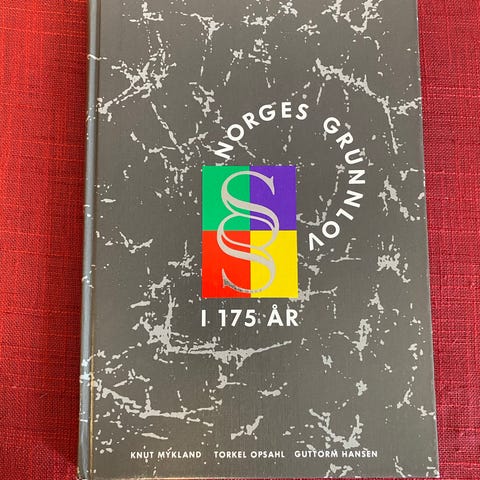 NORGES GRUNNLOV
§
I 175 ÅR
KNUT MYKLAND TORKEL OPSAHL GUTTORM HANSEN